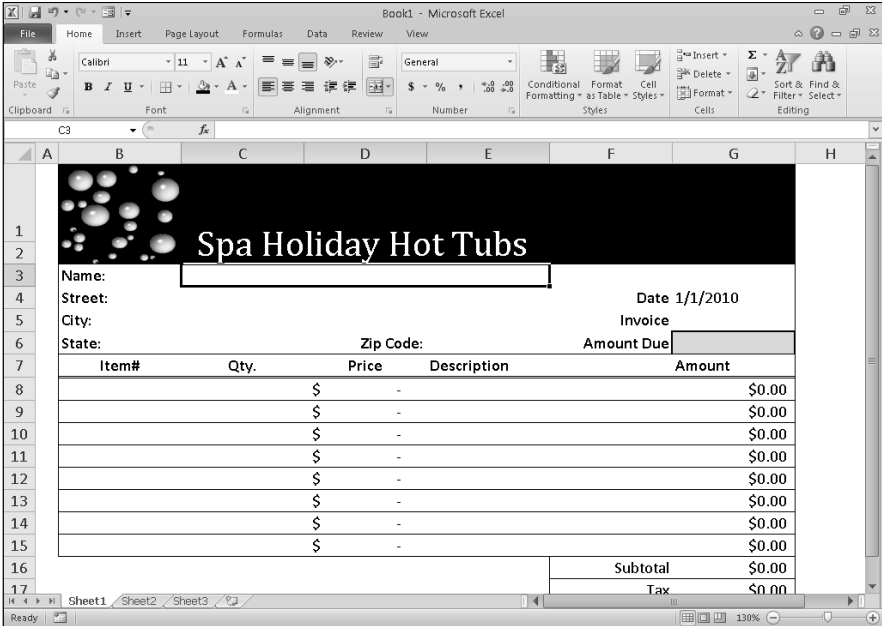 Book1 - Microsoft Excel
File Home Insert Page Layout Formulas Data Review View
Calibri 11 A A General Insert Σ
Paste B I U A $ % , .0 .00 .00 .0 Conditional Formatting Format as Table Cell Styles Delete Format Sort & Filter Find & Select
Clipboard Font Alignment Number Styles Cells Editing
C3 fx
A B C D E F G H
1
2 Spa Holiday Hot Tubs
3 Name:
4 Street: Date 1/1/2010
5 City: Invoice
6 State: Zip Code: Amount Due
7 Item# Qty. Price Description Amount
8 $ - $0.00
9 $ - $0.00
10 $ - $0.00
11 $ - $0.00
12 $ - $0.00
13 $ - $0.00
14 $ - $0.00
15 $ - $0.00
16 Subtotal $0.00
17 Tax $0.00
Sheet1 Sheet2 Sheet3
Ready 130%